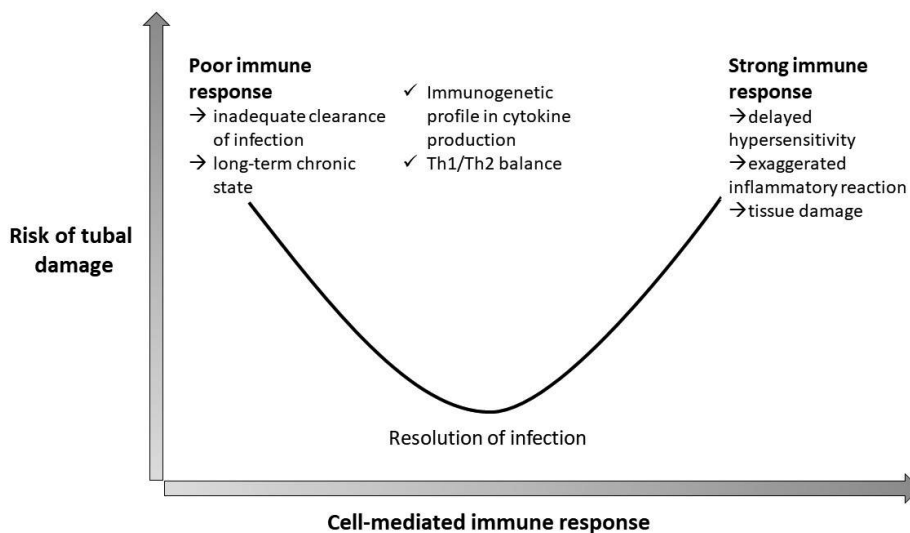 Poor immune
response
→ inadequate clearance
of infection
→ long-term chronic
state
✓ Immunogenetic
profile in cytokine
production
✓ Th1/Th2 balance
Strong immune
response
→delayed
hypersensitivity
→exaggerated
inflammatory reaction
→tissue damage
Risk of tubal
damage
Resolution of infection
Cell-mediated immune response